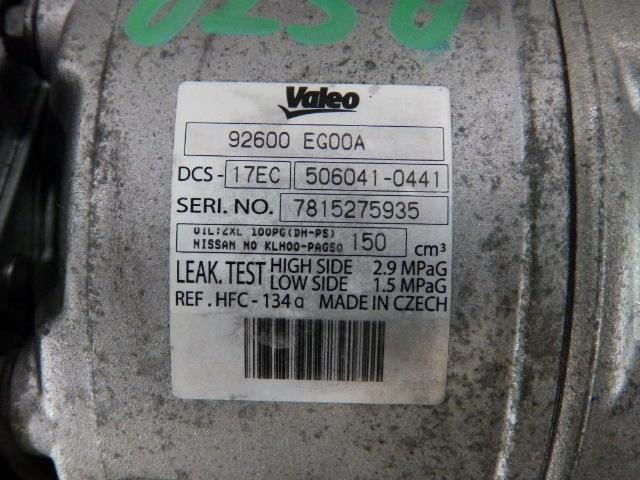 Valeo
92600 EG00A
DCS - 17EC 506041-0441
SERI. NO. 7815275935
OIL:ZXL 100PG(DH-PS)
NISSAN NO KLH00-PAGS0 150 cm³
LEAK. TEST HIGH SIDE 2.9 MPaG
LOW SIDE 1.5 MPaG
REF . HFC - 134a MADE IN CZECH